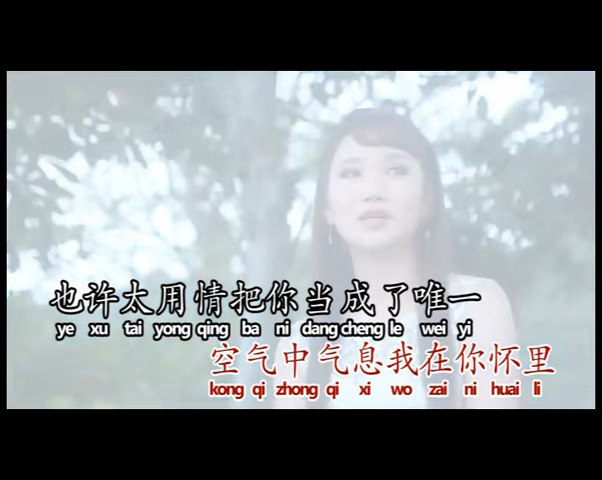 也许太用情把你当成了唯一
ye xu tai yong qing ba ni dang cheng le wei yi
空气中气息我在你怀里
kong qi zhong qi xi wo zai ni huai li